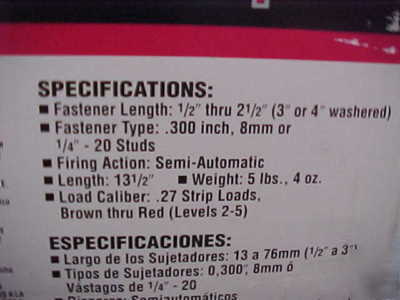 SPECIFICATIONS:
■ Fastener Length: 1/2" thru 2 1/2" (3" or 4" washered)
■ Fastener Type: .300 inch, 8mm or
1/4" - 20 Studs
■ Firing Action: Semi-Automatic
■ Length: 13 1/2" ■ Weight: 5 lbs., 4 oz.
■ Load Caliber: .27 Strip Loads,
Brown thru Red (Levels 2-5)
ESPECIFICACIONES:
■ Largo de los Sujetadores: 13 a 76mm (1/2" a 3")
■ Tipos de Sujetadores: 0,300", 8mm ó
Vástagos de 1/4" - 20
Semiautomáticos